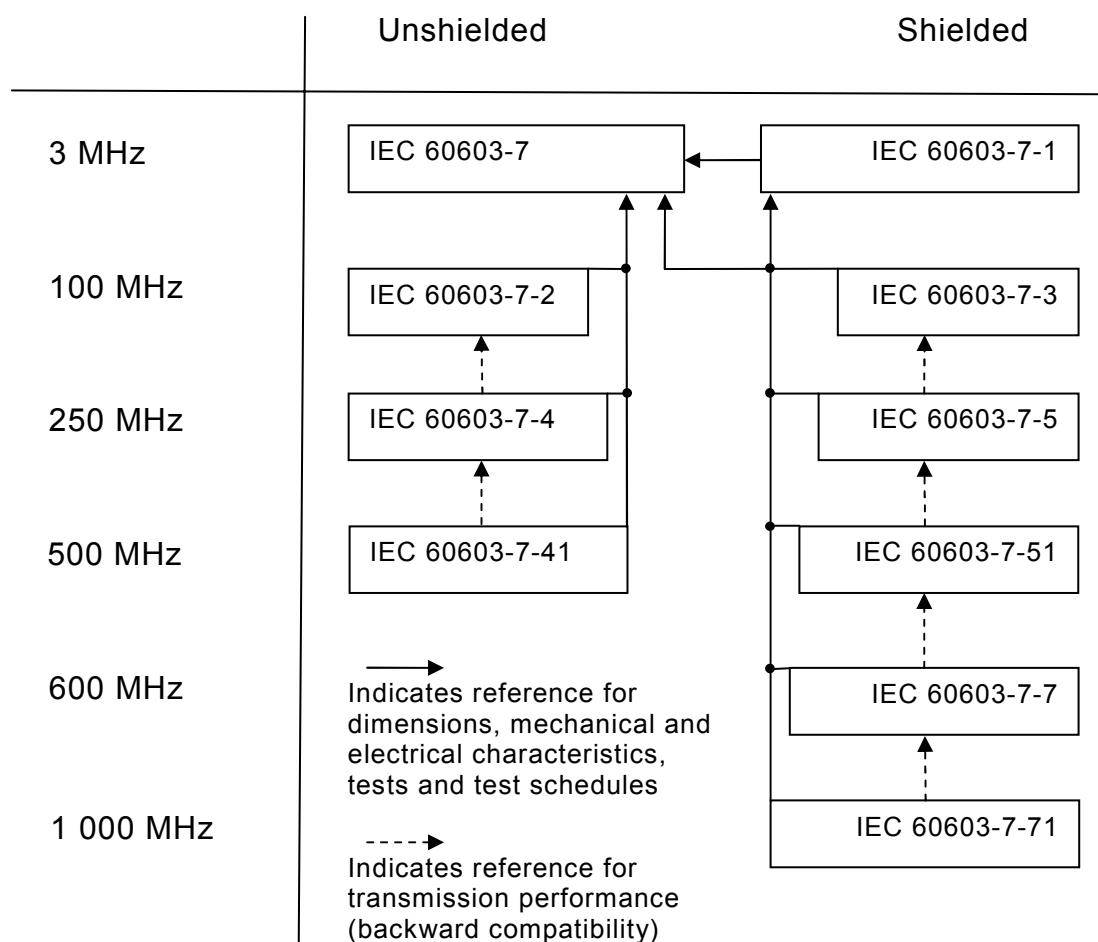 Unshielded Shielded
3 MHz IEC 60603-7 IEC 60603-7-1
100 MHz IEC 60603-7-2 IEC 60603-7-3
250 MHz IEC 60603-7-4 IEC 60603-7-5
500 MHz IEC 60603-7-41 IEC 60603-7-51
600 MHz IEC 60603-7-7
Indicates reference for
dimensions, mechanical and
electrical characteristics,
tests and test schedules
1 000 MHz IEC 60603-7-71
Indicates reference for
transmission performance
(backward compatibility)